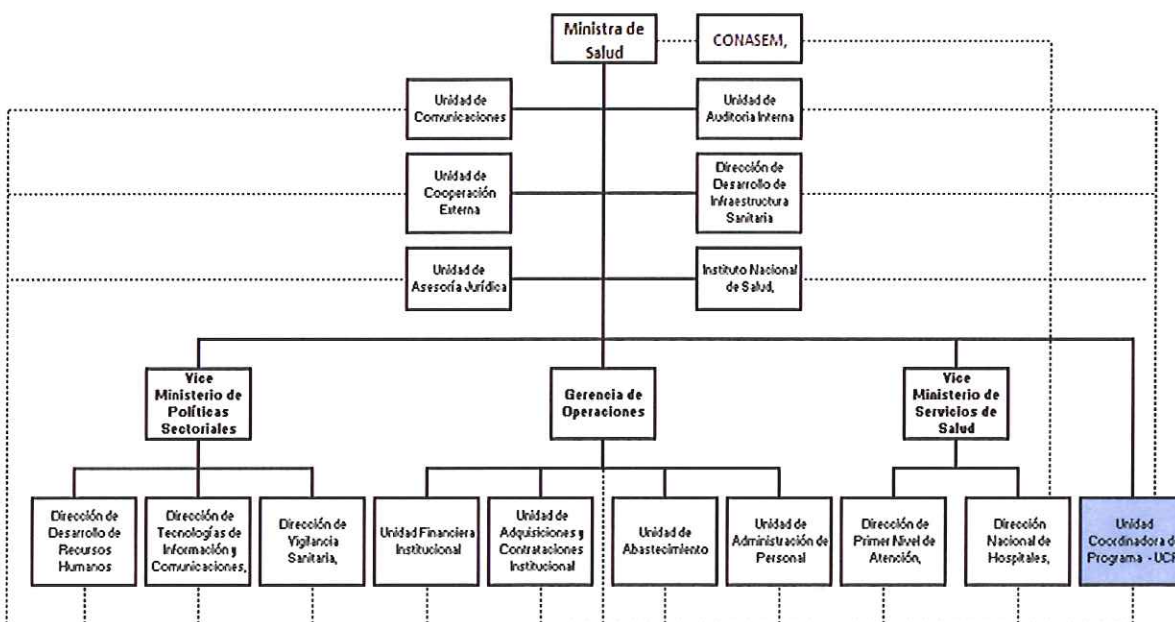 Ministra de
Salud
CONASEM,
Unidad de
Comunicaciones
Unidad de
Auditoria Interna
Unidad de
Cooperación
Externa
Dirección de
Desarrollo de
Infraestructura
Sanitaria
Unidad de
Asesoría Jurídica
Instituto Nacional
de Salud,
Vice
Ministerio de
Políticas
Sectoriales
Gerencia de
Operaciones
Vice
Ministerio de
Servicios de
Salud
Dirección de
Desarrollo de
Recursos
Humanos
Dirección de
Tecnologías de
Información y
Comunicaciones,
Dirección de
Vigilancia
Sanitaria,
Unidad Financiera
Institucional
Unidad de
Adquisiciones y
Contrataciones
Institucional
Unidad de
Abastecimiento
Unidad de
Administración de
Personal
Dirección de
Primer Nivel de
Atención,
Dirección
Nacional de
Hospitales,
Unidad
Coordinadora d
Programa - UC